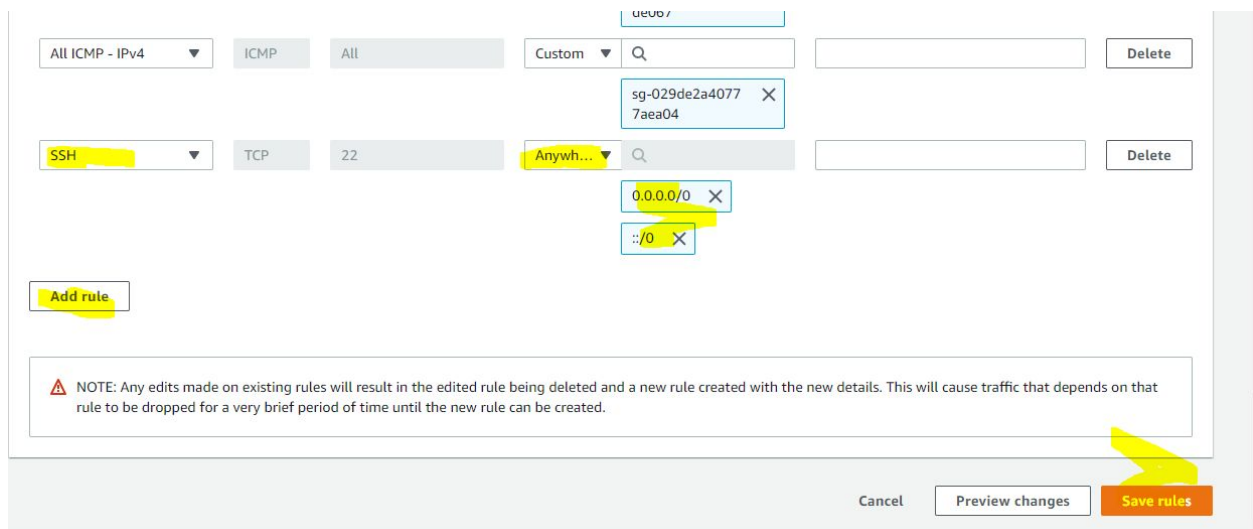 de067
All ICMP - IPv4 ICMP All Custom Delete
sg-029de2a4077
7aea04
SSH TCP 22 Anywh... Delete
0.0.0.0/0
::/0
Add rule
NOTE: Any edits made on existing rules will result in the edited rule being deleted and a new rule created with the new details. This will cause traffic that depends on that
rule to be dropped for a very brief period of time until the new rule can be created.
Cancel Preview changes Save rules